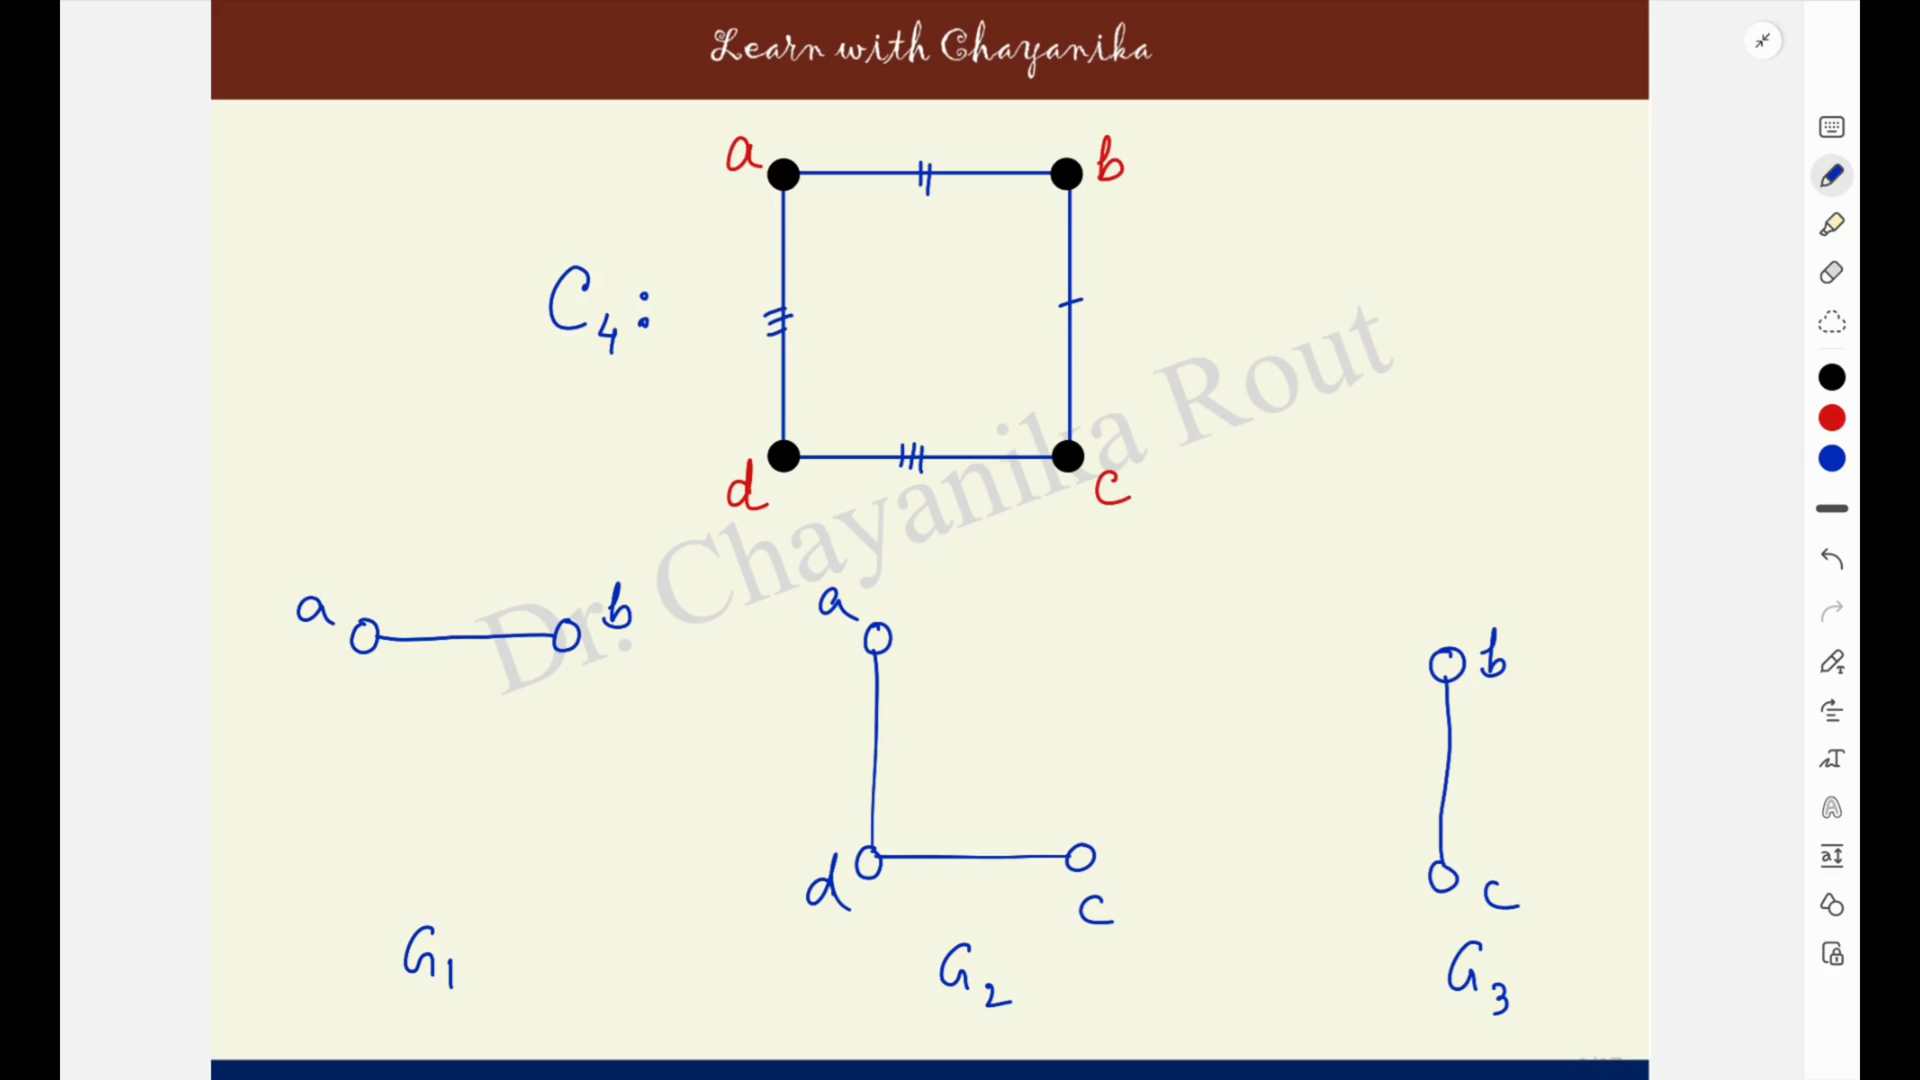 Learn with Chayanika
a b
C4:
d c
Dr. Chayanika Rout
a b
a
d c
b
c
G1 G2 G3